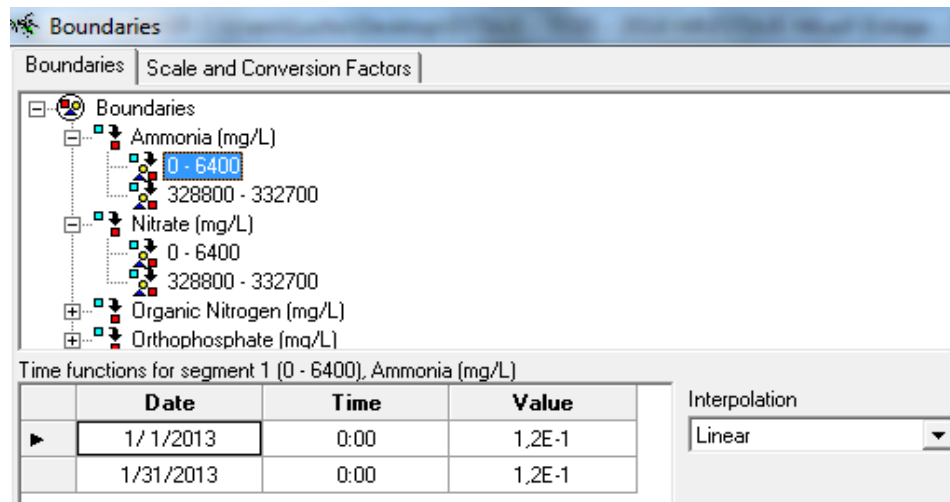 Boundaries
Boundaries Scale and Conversion Factors
Boundaries
Ammonia (mg/L)
0 - 6400
328800 - 332700
Nitrate (mg/L)
0 - 6400
328800 - 332700
Organic Nitrogen (mg/L)
Orthophosphate (mg/L)
Time functions for segment 1 (0 - 6400), Ammonia (mg/L)
Date Time Value
Interpolation
1/ 1/2013 0:00 1,2E-1
Linear
1/31/2013 0:00 1,2E-1